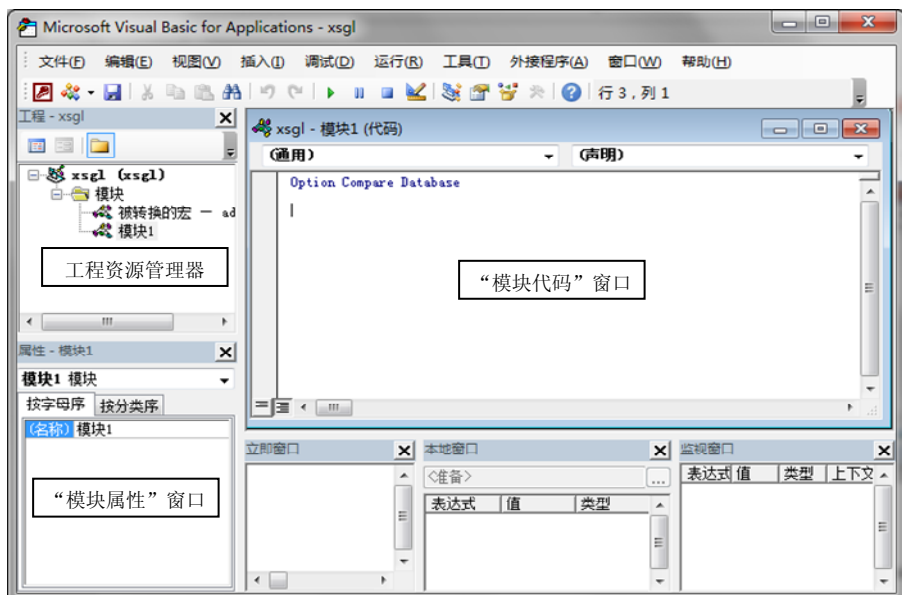 Microsoft Visual Basic for Applications - xsgl
文件(F) 编辑(E) 视图(V) 插入(I) 调试(D) 运行(R) 工具(T) 外接程序(A) 窗口(W) 帮助(H)
行 3 , 列 1
工程 - xsgl
xsgl (xsgl)
模块
被转换的宏 — ad
模块1
工程资源管理器
xsgl - 模块1 (代码)
(通用) (声明)
Option Compare Database
“模块代码”窗口
属性 - 模块1
模块1 模块
按字母序 按分类序
(名称) 模块1
“模块属性”窗口
立即窗口
本地窗口
<准备>
...
表达式 值 类型
监视窗口
表达式 值 类型 上下文